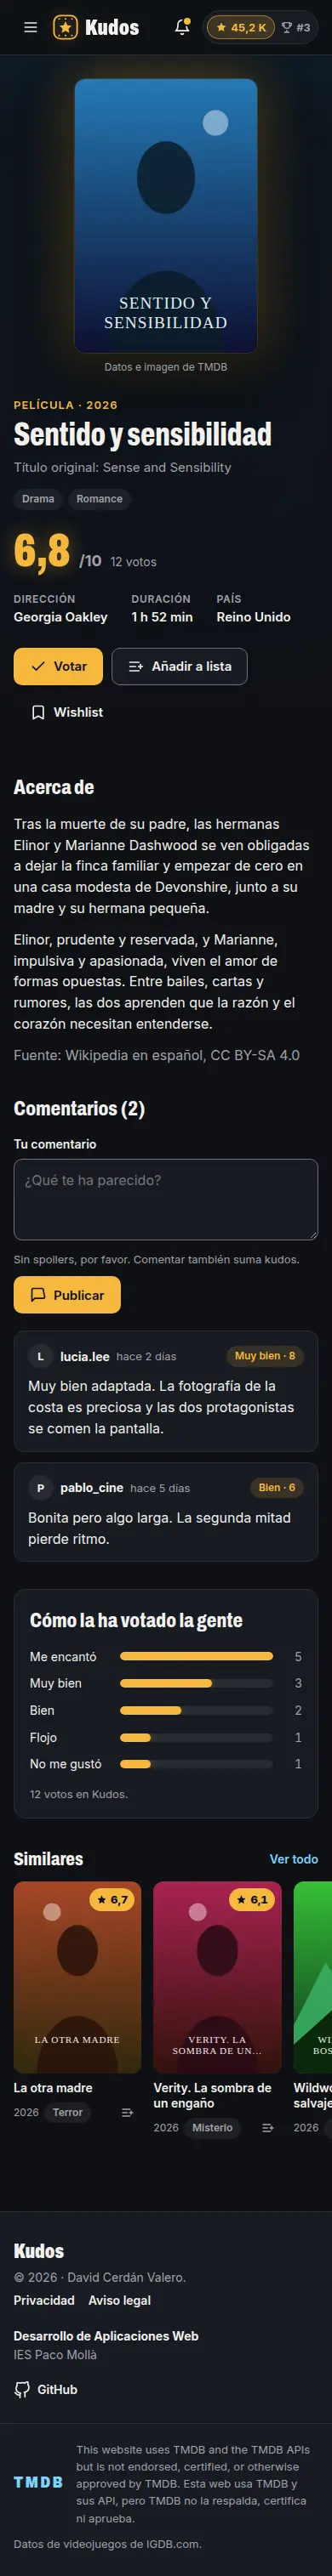 Kudos
45,2 K
#3
SENTIDO Y
SENSIBILIDAD
Datos e imagen de TMDB
PELÍCULA · 2026
Sentido y sensibilidad
Título original: Sense and Sensibility
Drama Romance
6,8 /10 12 votos
DIRECCIÓN DURACIÓN PAÍS
Georgia Oakley 1 h 52 min Reino Unido
Votar Añadir a lista
Wishlist
Acerca de
Tras la muerte de su padre, las hermanas
Elinor y Marianne Dashwood se ven obligadas
a dejar la finca familiar y empezar de cero en
una casa modesta de Devonshire, junto a su
madre y su hermana pequeña.
Elinor, prudente y reservada, y Marianne,
impulsiva y apasionada, viven el amor de
formas opuestas. Entre bailes, cartas y
rumores, las dos aprenden que la razón y el
corazón necesitan entenderse.
Fuente: Wikipedia en español, CC BY-SA 4.0
Comentarios (2)
Tu comentario
¿Qué te ha parecido?
Sin spoilers, por favor. Comentar también suma kudos.
Publicar
L lucia.lee hace 2 días Muy bien · 8
Muy bien adaptada. La fotografía de la
costa es preciosa y las dos protagonistas
se comen la pantalla.
P pablo_cine hace 5 días Bien · 6
Bonita pero algo larga. La segunda mitad
pierde ritmo.
Cómo la ha votado la gente
Me encantó 5
Muy bien 3
Bien 2
Flojo 1
No me gustó 1
12 votos en Kudos.
Similares Ver todo
6,7 6,1
LA OTRA MADRE
VERITY. LA
SOMBRA DE UN…
WI
BOS
La otra madre
2026 Terror
Verity. La sombra de
un engaño
2026 Misterio
Wildwo
salvaje
2026
Kudos
© 2026 · David Cerdán Valero.
Privacidad Aviso legal
Desarrollo de Aplicaciones Web
IES Paco Mollà
GitHub
TMDB
This website uses TMDB and the TMDB APIs
but is not endorsed, certified, or otherwise
approved by TMDB. Esta web usa TMDB y
sus API, pero TMDB no la respalda, certifica
ni aprueba.
Datos de videojuegos de IGDB.com.